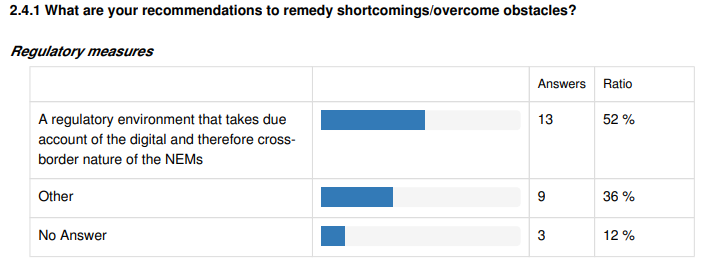 2.4.1 What are your recommendations to remedy shortcomings/overcome obstacles?
Regulatory measures
Answers Ratio
A regulatory environment that takes due 13 52 %
account of the digital and therefore cross-
border nature of the NEMs
Other 9 36 %
No Answer 3 12 %